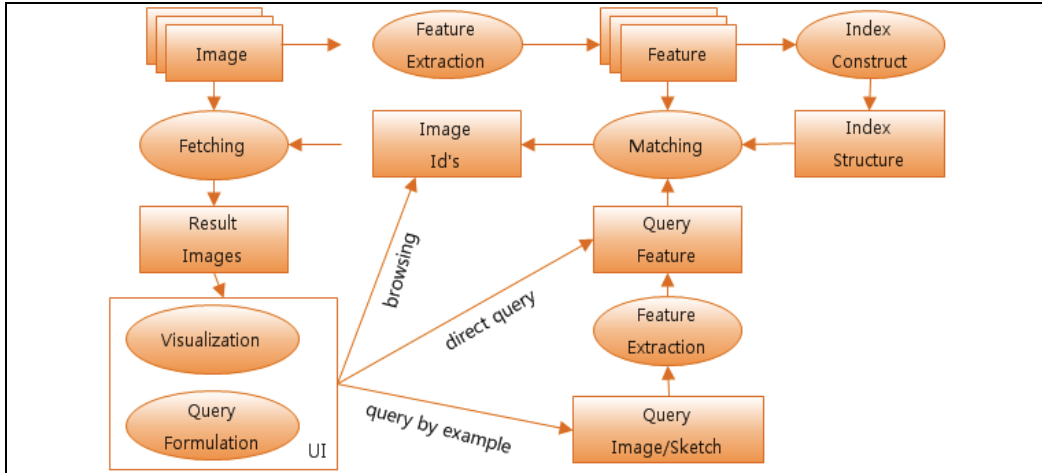 Image
Feature
Extraction
Feature
Index
Construct
Fetching
Image
Id's
Matching
Index
Structure
Result
Images
Query
Feature
browsing
direct query
query by example
Visualization
Feature
Extraction
Query
Formulation
UI
Query
Image/Sketch